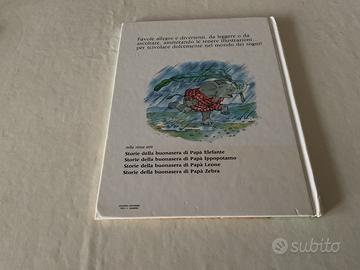 Favole allegre e divertenti, da leggere o da
ascoltare, ammirando le tenere illustrazioni
per scivolare dolcemente nel mondo dei sogni!
nella stessa serie
Storie della buonasera di Papà Elefante
Storie della buonasera di Papà Ippopotamo
Storie della buonasera di Papà Leone
Storie della buonasera di Papà Zebra
subito